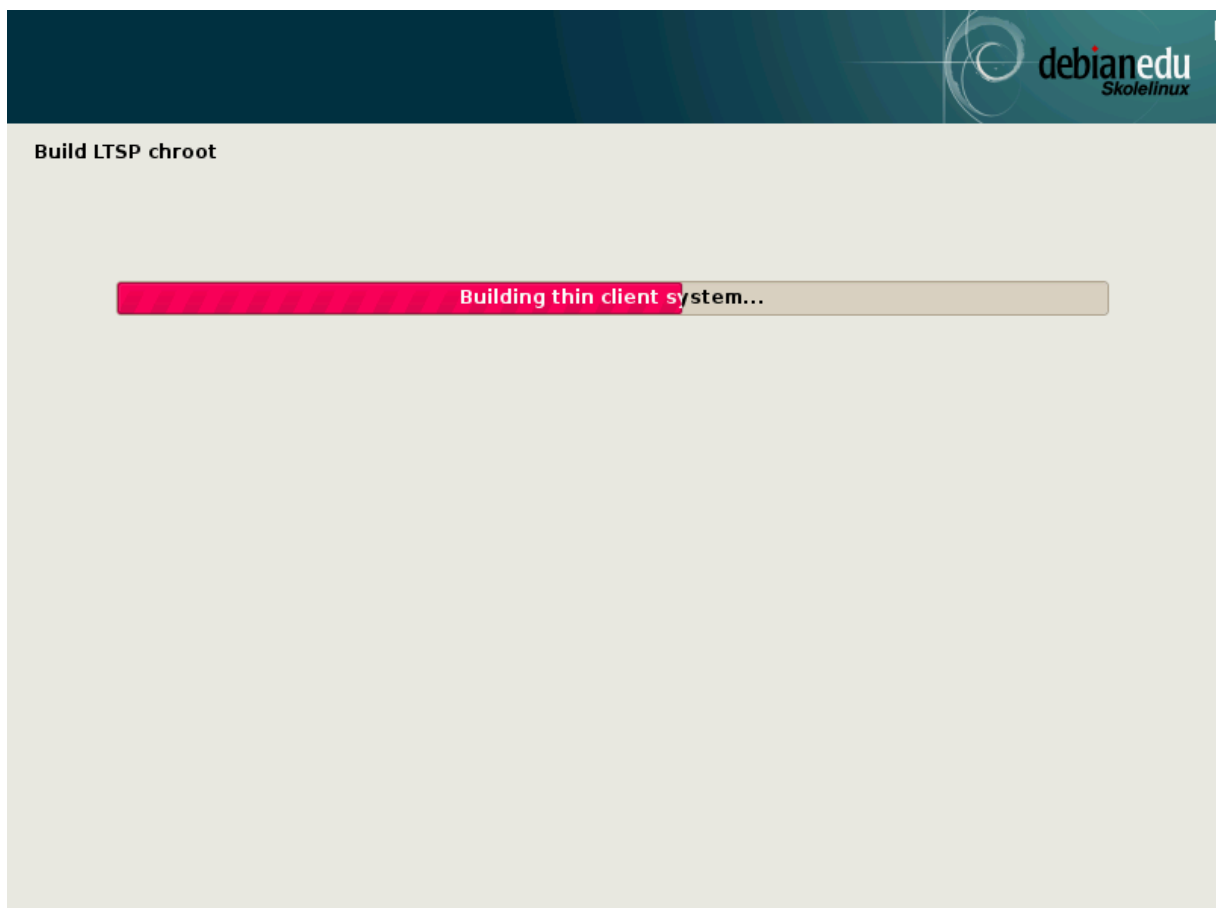 debianedu
Skolelinux
Build LTSP chroot
Building thin client system...